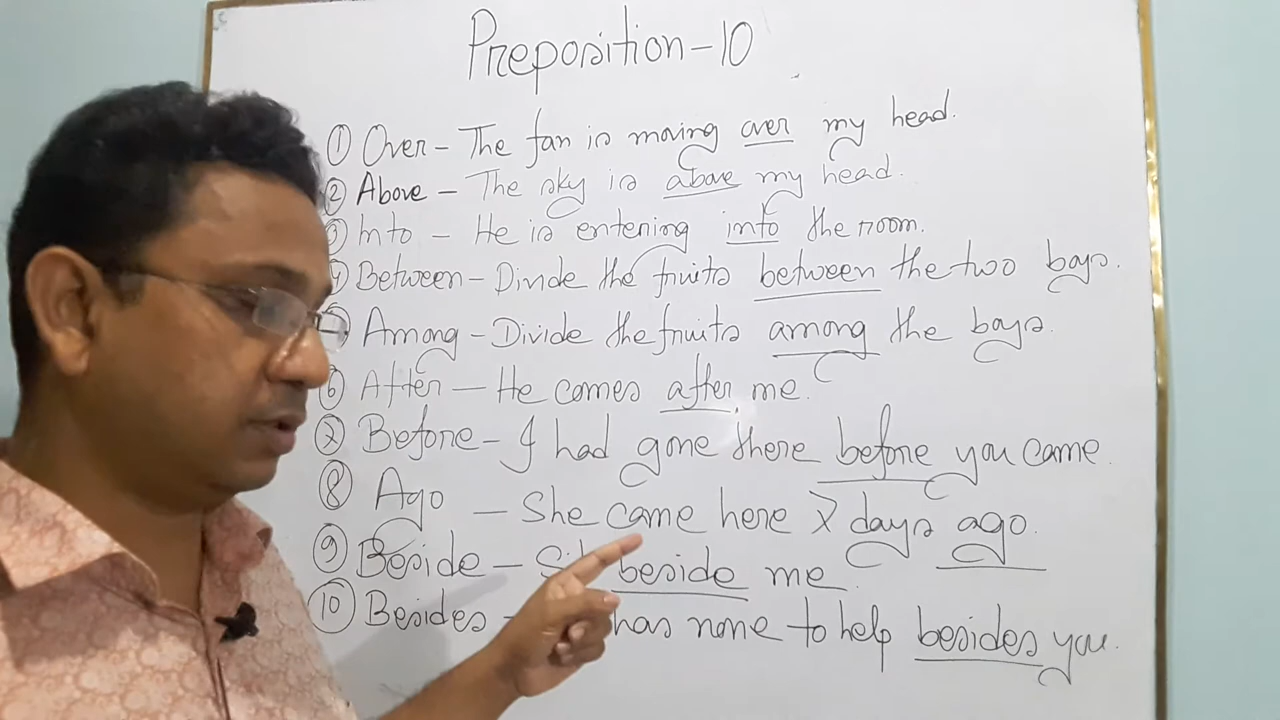 Preposition-10
① Over - The fan is moving over my head.
② Above - The sky is above my head.
③ Into - He is entering into the room.
④ Between - Divide the fruits between the two boys.
Among - Divide the fruits among the boys.
⑥ After - He comes after me.
⑦ Before - I had gone there before you came.
⑧ Ago - She came here 7 days ago.
⑨ Beside - Sit beside me.
⑩ Besides - has none to help besides you.